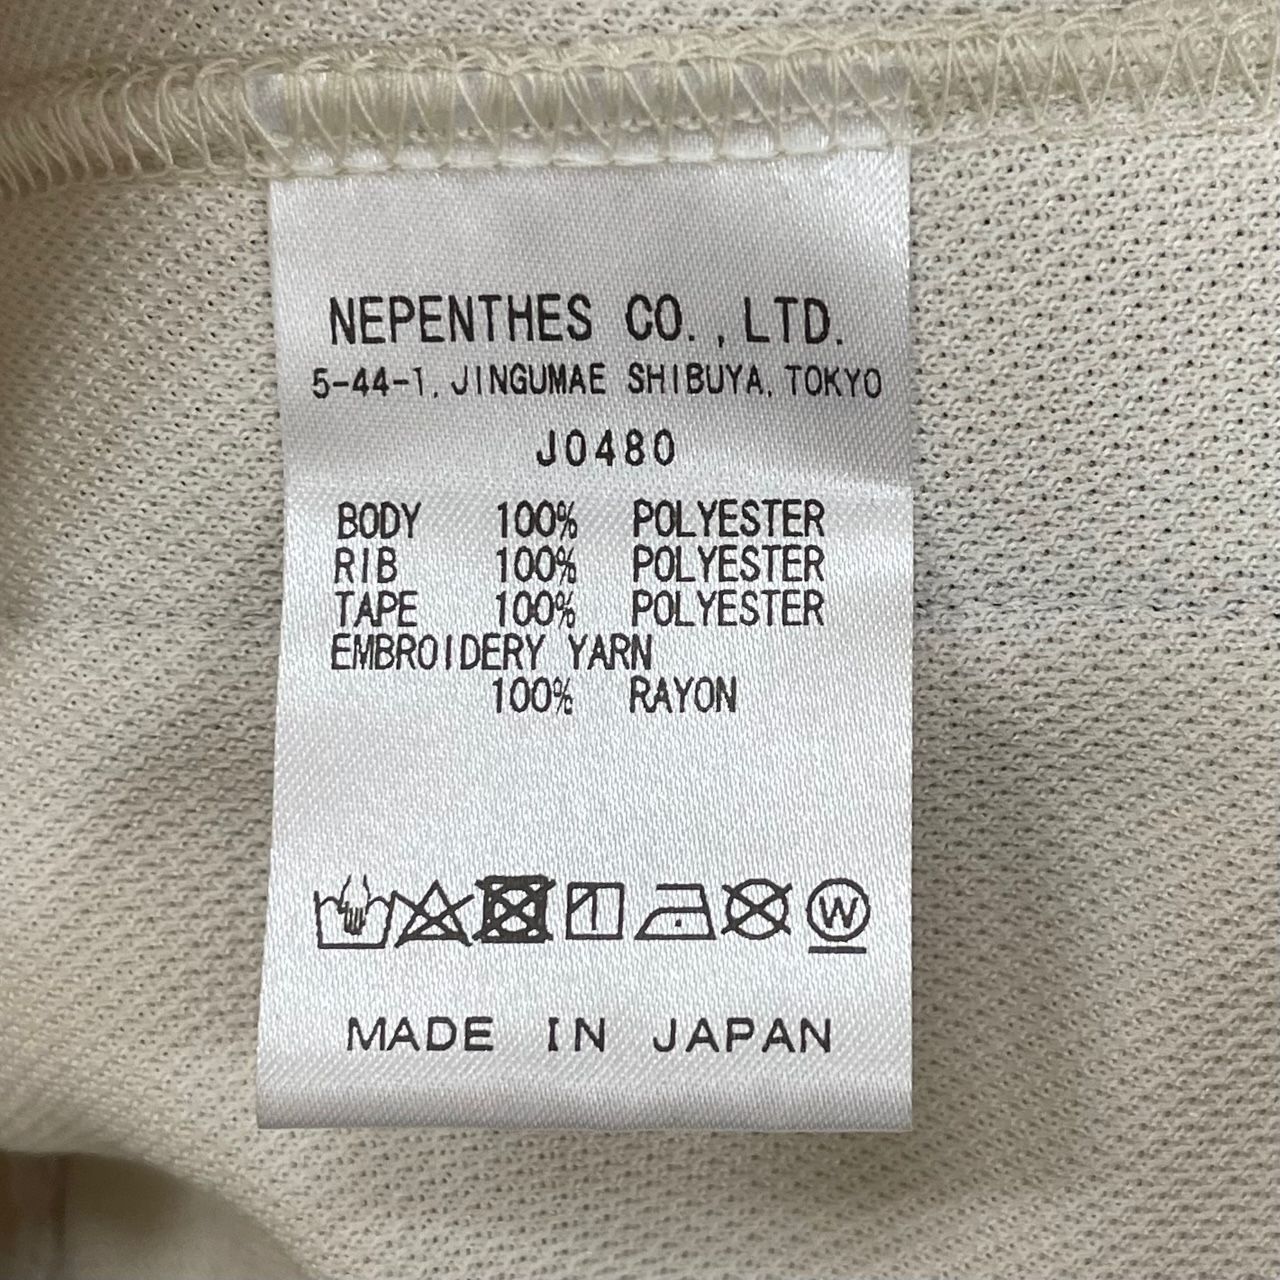 NEPENTHES CO.,LTD.
5-44-1, JINGUMAE SHIBUYA, TOKYO
J0480
BODY 100% POLYESTER
RIB 100% POLYESTER
TAPE 100% POLYESTER
EMBROIDERY YARN
100% RAYON
W
MADE IN JAPAN